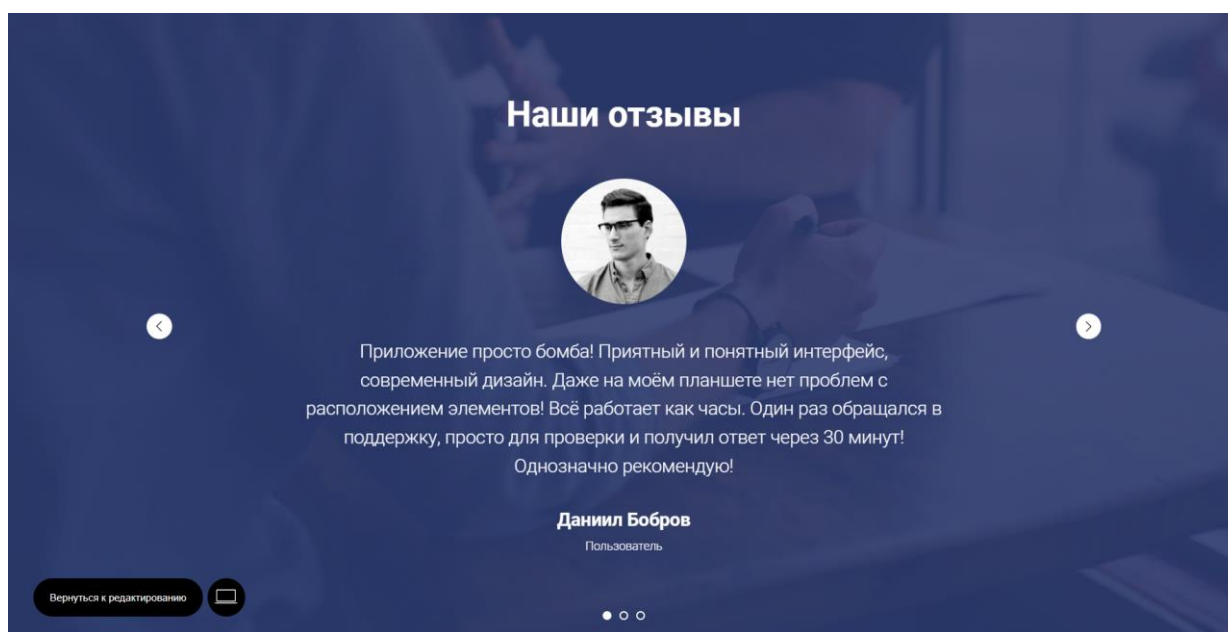 Наши отзывы
Приложение просто бомба! Приятный и понятный интерфейс,
современный дизайн. Даже на моём планшете нет проблем с
расположением элементов! Всё работает как часы. Один раз обращался в
поддержку, просто для проверки и получил ответ через 30 минут!
Однозначно рекомендую!
Даниил Бобров
Пользователь
Вернуться к редактированию